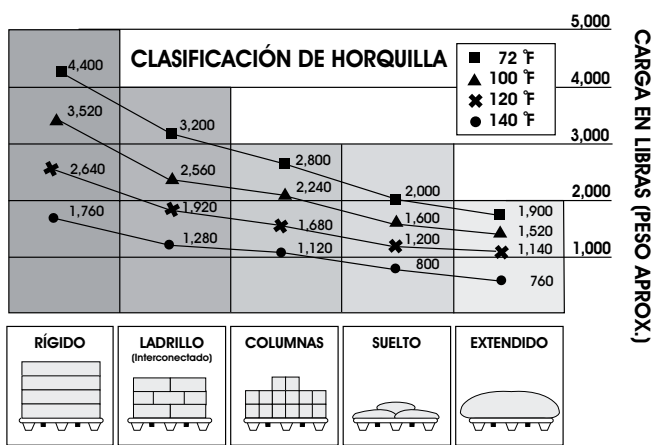 CLASIFICACIÓN DE HORQUILLA
72 °F
100 °F
120 °F
140 °F
5,000
4,000
3,000
2,000
1,000
CARGA EN LIBRAS (PESO APROX.)
4,400
3,200
2,800
2,000
1,900
3,520
2,560
2,240
1,600
1,520
2,640
1,920
1,680
1,200
1,140
1,760
1,280
1,120
800
760
RÍGIDO
LADRILLO
(Interconectado)
COLUMNAS
SUELTO
EXTENDIDO